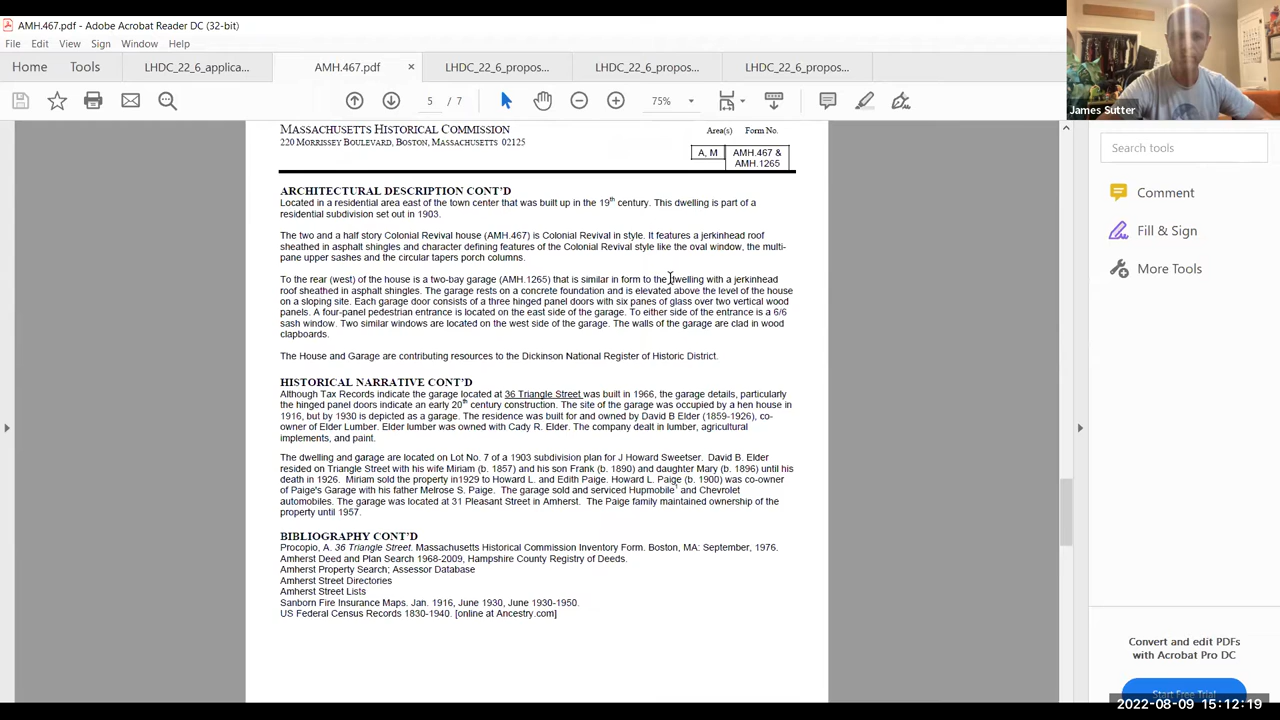 AMH.467.pdf - Adobe Acrobat Reader DC (32-bit)
File Edit View Sign Window Help
Home Tools LHDC_22_6_applica... AMH.467.pdf × LHDC_22_6_propos... LHDC_22_6_propos... LHDC_22_6_propos...
5 / 7 75%
James Sutter
MASSACHUSETTS HISTORICAL COMMISSION Area(s) Form No.
220 MORRISSEY BOULEVARD, BOSTON, MASSACHUSETTS 02125
A, M AMH.467 &
AMH.1265
ARCHITECTURAL DESCRIPTION CONT'D
Located in a residential area east of the town center that was built up in the 19th century. This dwelling is part of a
residential subdivision set out in 1903.
The two and a half story Colonial Revival house (AMH.467) is Colonial Revival in style. It features a jerkinhead roof
sheathed in asphalt shingles and character defining features of the Colonial Revival style like the oval window, the multi-
pane upper sashes and the circular tapers porch columns.
To the rear (west) of the house is a two-bay garage (AMH.1265) that is similar in form to the dwelling with a jerkinhead
roof sheathed in asphalt shingles. The garage rests on a concrete foundation and is elevated above the level of the house
on a sloping site. Each garage door consists of a three hinged panel doors with six panes of glass over two vertical wood
panels. A four-panel pedestrian entrance is located on the east side of the garage. To either side of the entrance is a 6/6
sash window. Two similar windows are located on the west side of the garage. The walls of the garage are clad in wood
clapboards.
The House and Garage are contributing resources to the Dickinson National Register of Historic District.
HISTORICAL NARRATIVE CONT'D
Although Tax Records indicate the garage located at 36 Triangle Street was built in 1966, the garage details, particularly
the hinged panel doors indicate an early 20th century construction. The site of the garage was occupied by a hen house in
1916, but by 1930 is depicted as a garage. The residence was built for and owned by David B Elder (1859-1926), co-
owner of Elder Lumber. Elder lumber was owned with Cady R. Elder. The company dealt in lumber, agricultural
implements, and paint.
The dwelling and garage are located on Lot No. 7 of a 1903 subdivision plan for J Howard Sweetser. David B. Elder
resided on Triangle Street with his wife Miriam (b. 1857) and his son Frank (b. 1890) and daughter Mary (b. 1896) until his
death in 1926. Miriam sold the property in1929 to Howard L. and Edith Paige. Howard L. Paige (b. 1900) was co-owner
of Paige's Garage with his father Melrose S. Paige. The garage sold and serviced Hupmobile1 and Chevrolet
automobiles. The garage was located at 31 Pleasant Street in Amherst. The Paige family maintained ownership of the
property until 1957.
BIBLIOGRAPHY CONT'D
Procopio, A. 36 Triangle Street. Massachusetts Historical Commission Inventory Form. Boston, MA: September, 1976.
Amherst Deed and Plan Search 1968-2009, Hampshire County Registry of Deeds.
Amherst Property Search; Assessor Database
Amherst Street Directories
Amherst Street Lists
Sanborn Fire Insurance Maps. Jan. 1916, June 1930, June 1930-1950.
US Federal Census Records 1830-1940. [online at Ancestry.com]
Search tools
Comment
Fill & Sign
More Tools
Convert and edit PDFs
with Acrobat Pro DC
Start Free Trial
2022-08-09 15:12:19